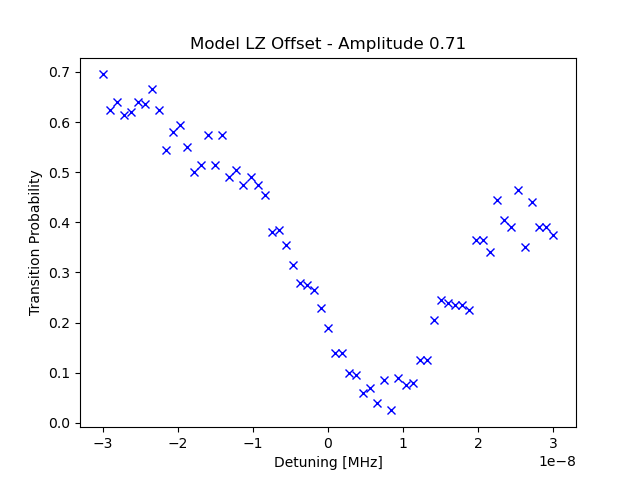 Model LZ Offset - Amplitude 0.71
0.7
0.6
0.5
0.4
0.3
0.2
0.1
0.0
Transition Probability
−3 −2 −1 0 1 2 3
1e−8
Detuning [MHz]